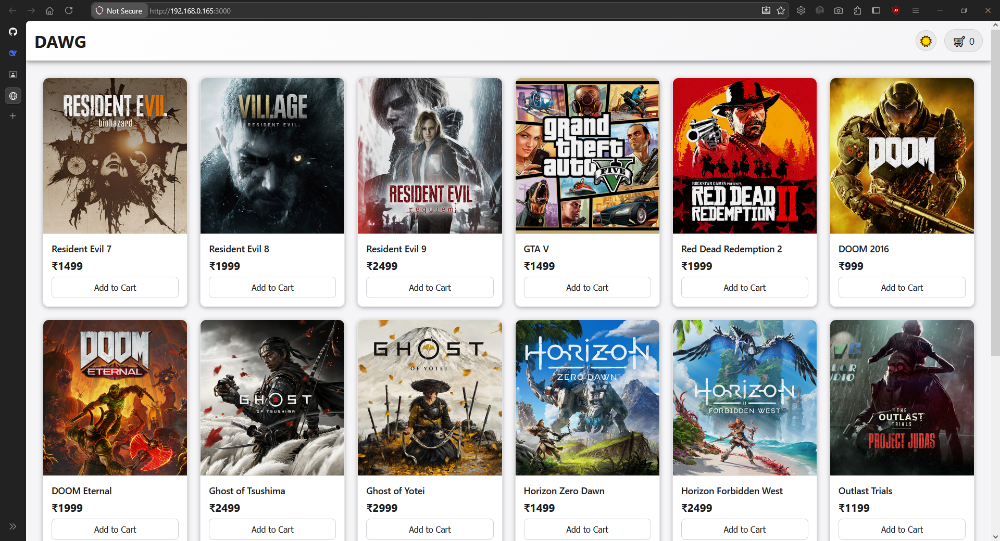 Not Secure
http://192.168.0.165:3000
DAWG
0
RESIDENT EVIL
biohazard
VILLAGE
RESIDENT EVIL
RESIDENT EVIL
requiem
grand
theft
auto
FIVE
V
ROCKSTAR GAMES PRESENTS
RED DEAD
REDEMPTION II
DOOM
Resident Evil 7
Resident Evil 8
Resident Evil 9
GTA V
Red Dead Redemption 2
DOOM 2016
₹1499
₹1999
₹2499
₹1499
₹1999
₹999
Add to Cart
Add to Cart
Add to Cart
Add to Cart
Add to Cart
Add to Cart
DOOM
ETERNAL
GHOST
OF TSUSHIMA
GHOST
OF YŌTEI
HORIZON
ZERO DAWN
HORIZON
II
FORBIDDEN WEST
THE
OUTLAST
TRIALS
PROJECT JUDAS
DOOM Eternal
Ghost of Tsushima
Ghost of Yotei
Horizon Zero Dawn
Horizon Forbidden West
Outlast Trials
₹1999
₹2499
₹2999
₹1499
₹2499
₹1199
Add to Cart
Add to Cart
Add to Cart
Add to Cart
Add to Cart
Add to Cart